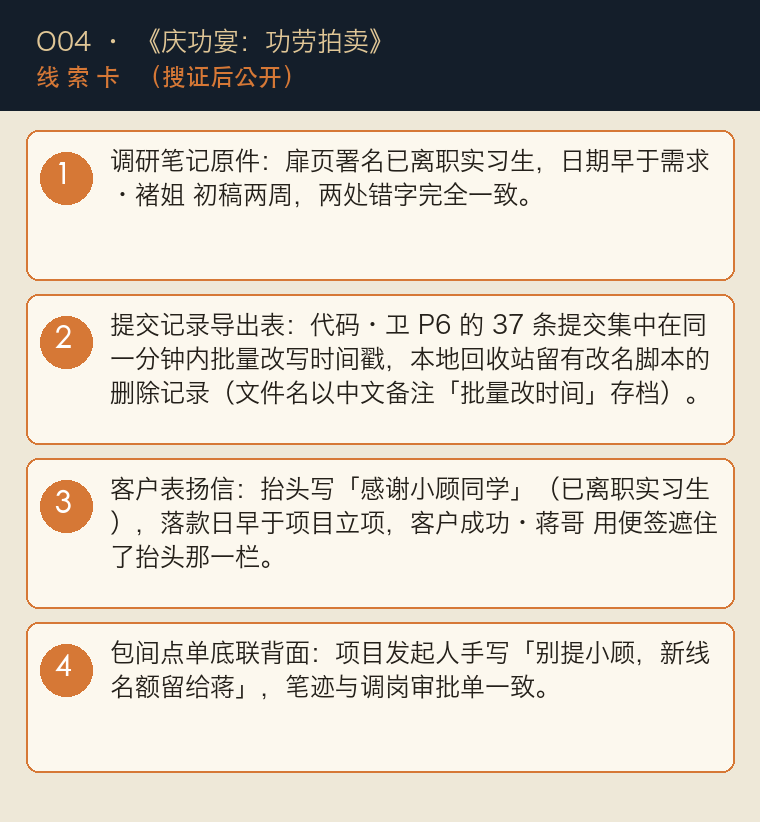 004 · 《庆功宴：功劳拍卖》
线索卡 （搜证后公开）
1
调研笔记原件：扉页署名已离职实习生，日期早于需求
·褚姐 初稿两周，两处错字完全一致。
2
提交记录导出表：代码·卫 P6 的 37 条提交集中在同
一分钟内批量改写时间戳，本地回收站留有改名脚本的
删除记录（文件名以中文备注「批量改时间」存档）。
3
客户表扬信：抬头写「感谢小顾同学」（已离职实习生
），落款日早于项目立项，客户成功·蒋哥 用便签遮住
了抬头那一栏。
4
包间点单底联背面：项目发起人手写「别提小顾，新线
名额留给蒋」，笔迹与调岗审批单一致。